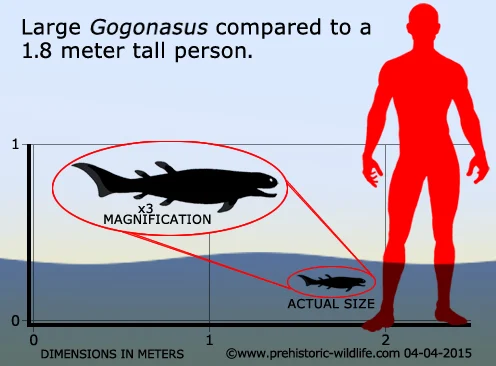 Large Gogonasus compared to a
1.8 meter tall person.
1
x3
MAGNIFICATION
ACTUAL SIZE
0
0 1 2
DIMENSIONS IN METERS ©www.prehistoric-wildlife.com 04-04-2015